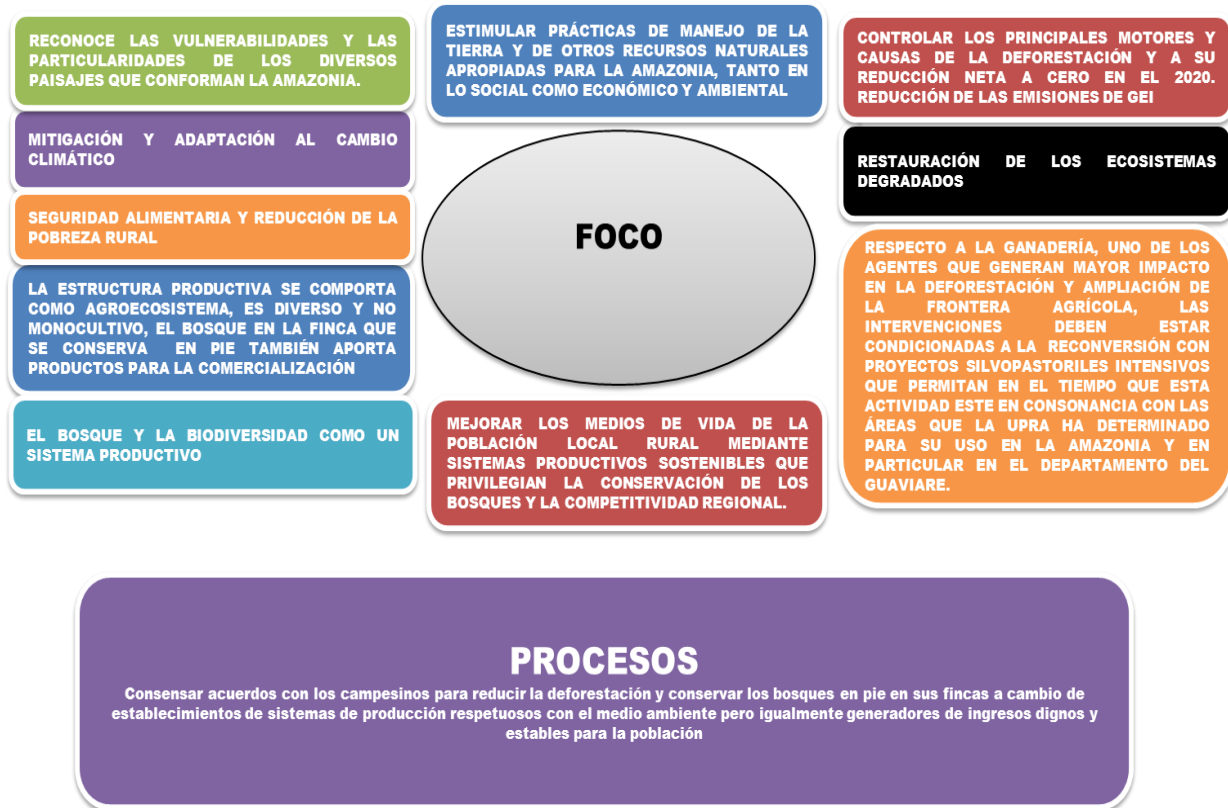 RECONOCE LAS VULNERABILIDADES Y LAS
PARTICULARIDADES DE LOS DIVERSOS
PAISAJES QUE CONFORMAN LA AMAZONIA.
MITIGACIÓN Y ADAPTACIÓN AL CAMBIO
CLIMÁTICO
SEGURIDAD ALIMENTARIA Y REDUCCIÓN DE LA
POBREZA RURAL
LA ESTRUCTURA PRODUCTIVA SE COMPORTA
COMO AGROECOSISTEMA, ES DIVERSO Y NO
MONOCULTIVO, EL BOSQUE EN LA FINCA QUE
SE CONSERVA EN PIE TAMBIÉN APORTA
PRODUCTOS PARA LA COMERCIALIZACIÓN
EL BOSQUE Y LA BIODIVERSIDAD COMO UN
SISTEMA PRODUCTIVO
ESTIMULAR PRÁCTICAS DE MANEJO DE LA
TIERRA Y DE OTROS RECURSOS NATURALES
APROPIADAS PARA LA AMAZONIA, TANTO EN
LO SOCIAL COMO ECONÓMICO Y AMBIENTAL
FOCO
MEJORAR LOS MEDIOS DE VIDA DE LA
POBLACIÓN LOCAL RURAL MEDIANTE
SISTEMAS PRODUCTIVOS SOSTENIBLES QUE
PRIVILEGIAN LA CONSERVACIÓN DE LOS
BOSQUES Y LA COMPETITIVIDAD REGIONAL.
CONTROLAR LOS PRINCIPALES MOTORES Y
CAUSAS DE LA DEFORESTACIÓN Y A SU
REDUCCIÓN NETA A CERO EN EL 2020.
REDUCCIÓN DE LAS EMISIONES DE GEI
RESTAURACIÓN DE LOS ECOSISTEMAS
DEGRADADOS
RESPECTO A LA GANADERÍA, UNO DE LOS
AGENTES QUE GENERAN MAYOR IMPACTO
EN LA DEFORESTACIÓN Y AMPLIACIÓN DE
LA FRONTERA AGRÍCOLA, LAS
INTERVENCIONES DEBEN ESTAR
CONDICIONADAS A LA RECONVERSIÓN CON
PROYECTOS SILVOPASTORILES INTENSIVOS
QUE PERMITAN EN EL TIEMPO QUE ESTA
ACTIVIDAD ESTE EN CONSONANCIA CON LAS
ÁREAS QUE LA UPRA HA DETERMINADO
PARA SU USO EN LA AMAZONIA Y EN
PARTICULAR EN EL DEPARTAMENTO DEL
GUAVIARE.
PROCESOS
Consensar acuerdos con los campesinos para reducir la deforestación y conservar los bosques en pie en sus fincas a cambio de
establecimientos de sistemas de producción respetuosos con el medio ambiente pero igualmente generadores de ingresos dignos y
estables para la población